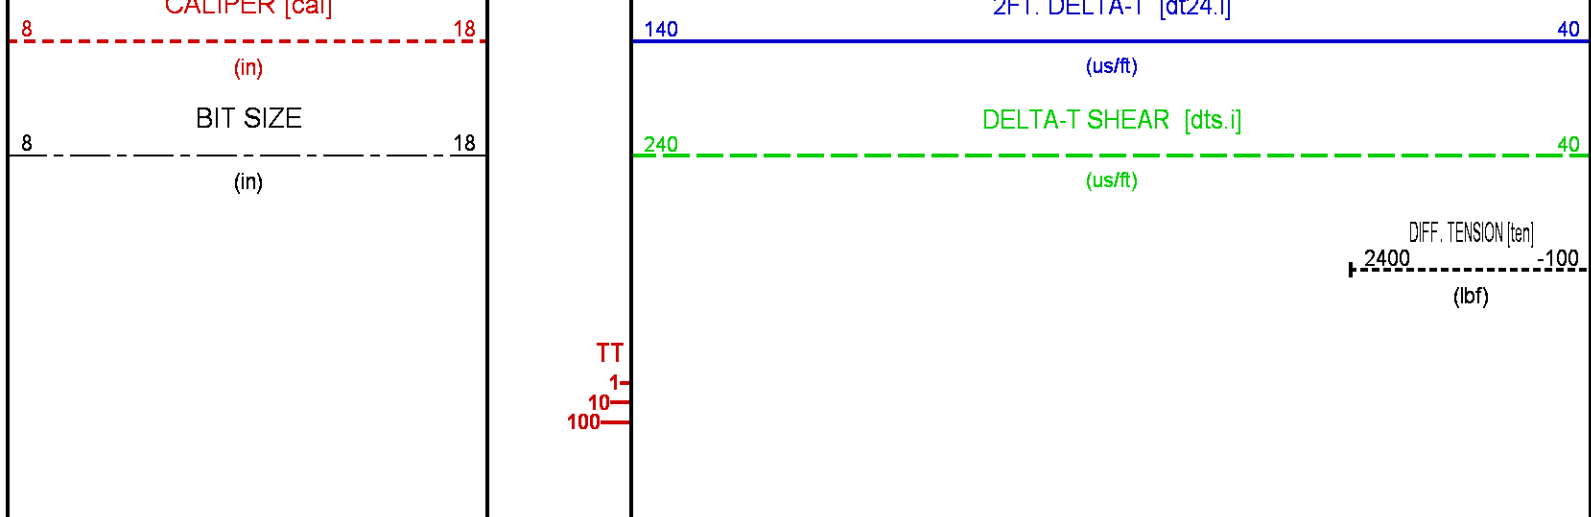 CALIPER [cal]
8 18
(in)
BIT SIZE
8 18
(in)
2FT. DELTA-T [dt24.i]
140 40
(us/ft)
DELTA-T SHEAR [dts.i]
240 40
(us/ft)
DIFF. TENSION [ten]
2400 -100
(lbf)
TT
1
10
100